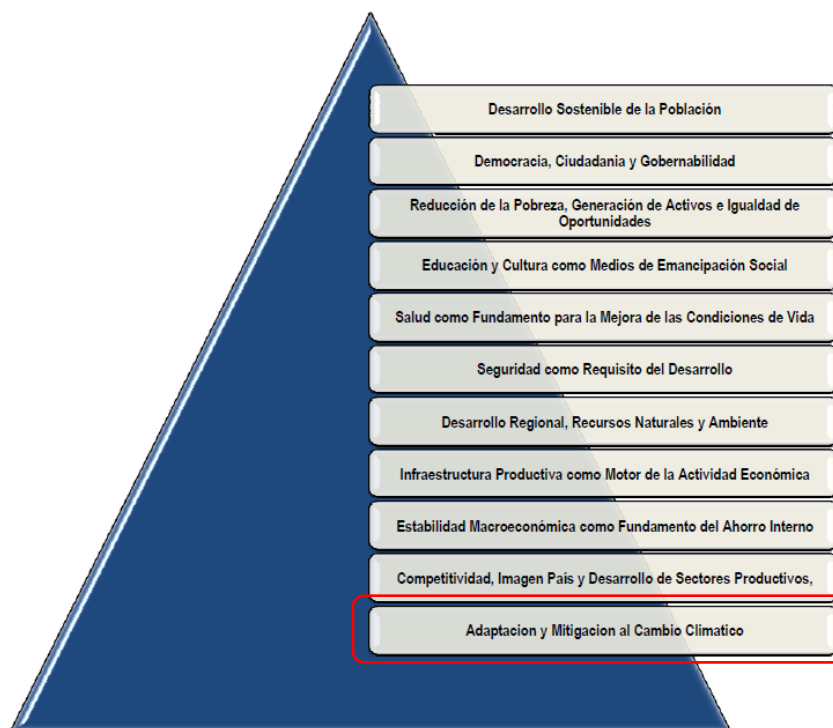 Desarrollo Sostenible de la Población
Democracia, Ciudadania y Gobernabilidad
Reducción de la Pobreza, Generación de Activos e Igualdad de
Oportunidades
Educación y Cultura como Medios de Emancipación Social
Salud como Fundamento para la Mejora de las Condiciones de Vida
Seguridad como Requisito del Desarrollo
Desarrollo Regional, Recursos Naturales y Ambiente
Infraestructura Productiva como Motor de la Actividad Económica
Estabilidad Macroeconómica como Fundamento del Ahorro Interno
Competitividad, Imagen País y Desarrollo de Sectores Productivos,
Adaptacion y Mitigacion al Cambio Climatico